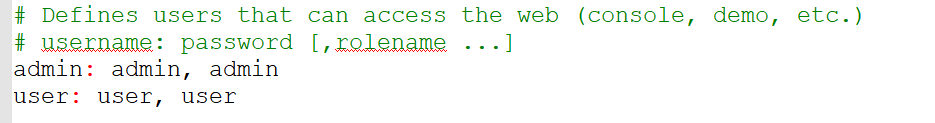 # Defines users that can access the web (console, demo, etc.)
# username: password [,rolename ...]
admin: admin, admin
user: user, user